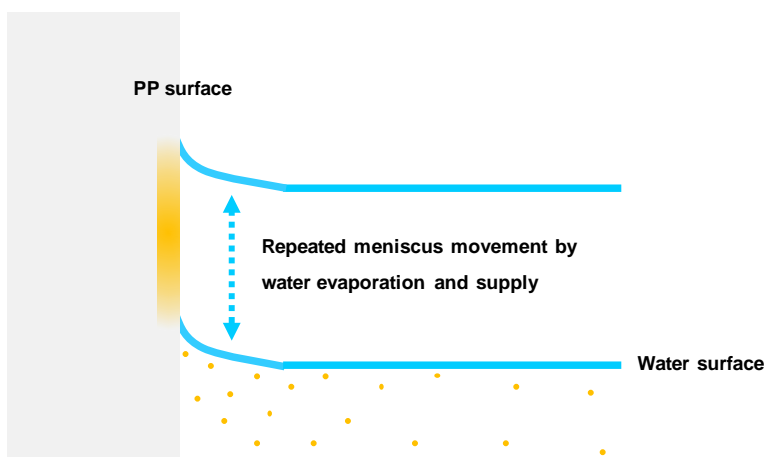 PP surface
Repeated meniscus movement by
water evaporation and supply
Water surface